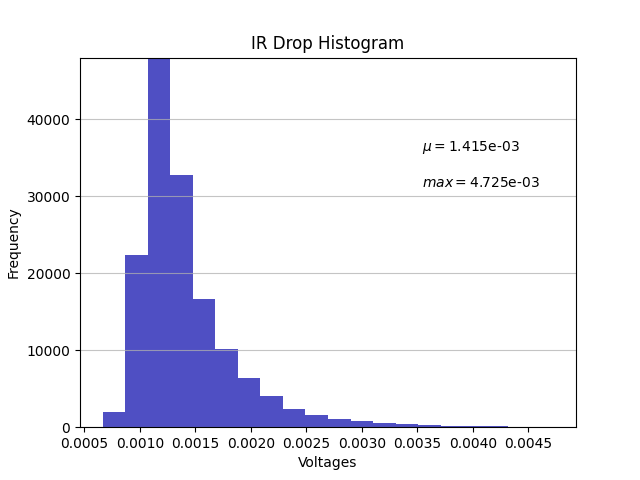 IR Drop Histogram
40000
30000
20000
10000
0
Frequency
μ = 1.415e-03
max = 4.725e-03
0.0005 0.0010 0.0015 0.0020 0.0025 0.0030 0.0035 0.0040 0.0045
Voltages